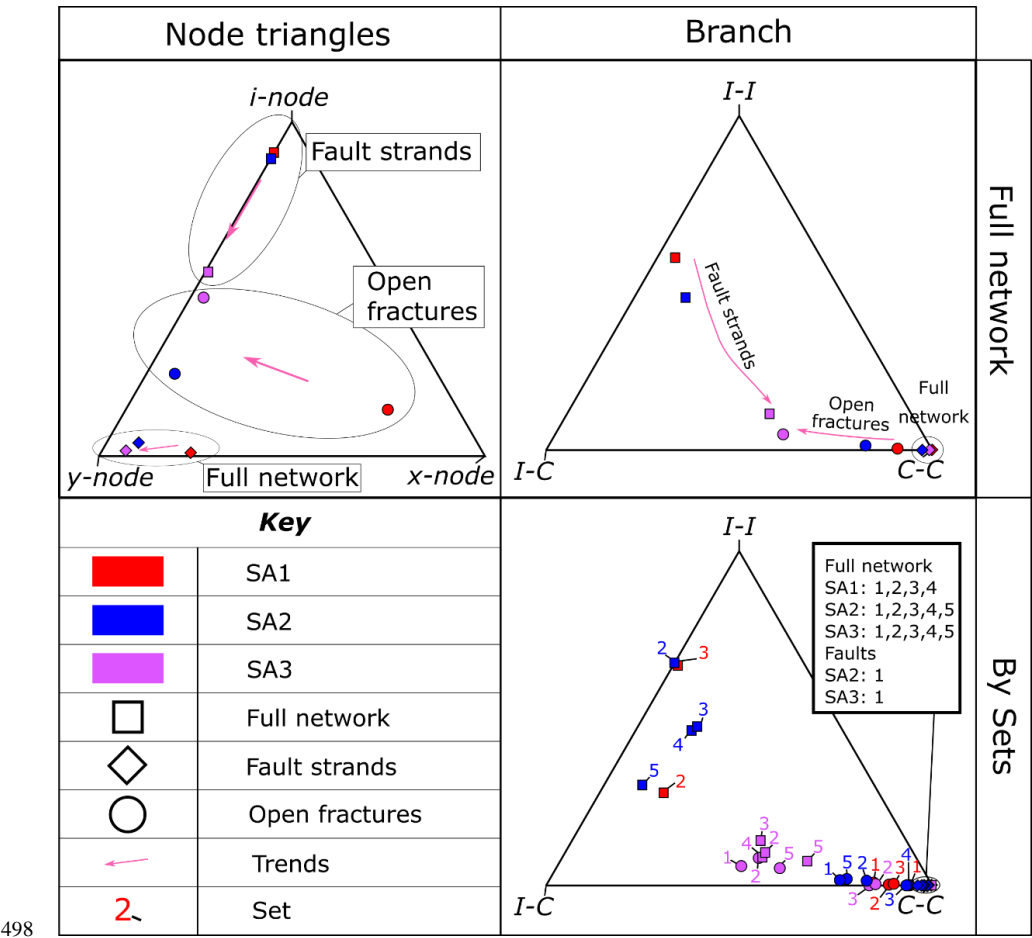 Node triangles
Branch
i-node
Fault strands
Open
fractures
y-node
Full network
x-node
I-I
Fault strands
Open
fractures
Full
network
I-C
C-C
Full network
Key
SA1
SA2
SA3
Full network
Fault strands
Open fractures
Trends
2
Set
I-I
Full network
SA1: 1,2,3,4
SA2: 1,2,3,4,5
SA3: 1,2,3,4,5
Faults
SA2: 1
SA3: 1
2
3
3
4
5
2
3
4
2
1
2
5
5
1
5
2
1
2
3
4
1
3
2
3
I-C
C-C
By Sets
498